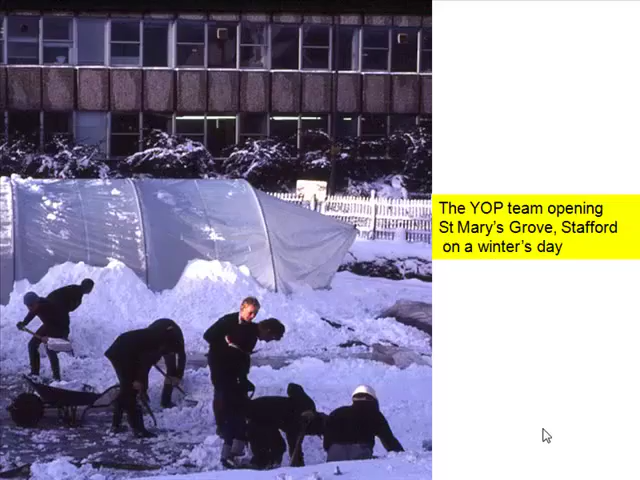 The YOP team opening
St Mary's Grove, Stafford
on a winter's day